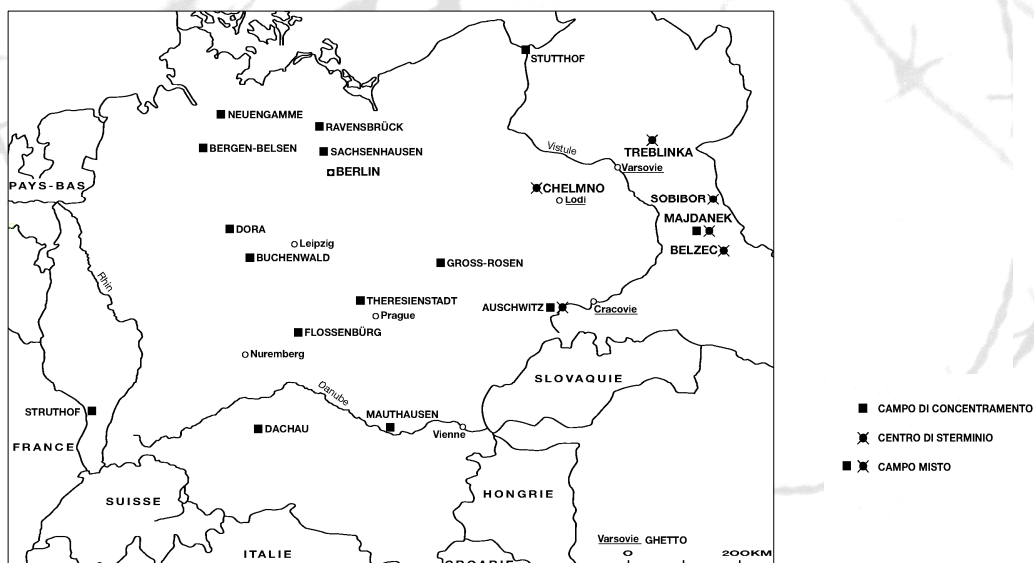 STUTTHOF
NEUENGAMME
RAVENSBRÜCK
BERGEN-BELSEN
SACHSENHAUSEN
BERLIN
PAYS-BAS
TREBLINKA
Vistule
Varsovie
CHELMNO
Lodi
SOBIBOR
MAJDANEK
BELZEC
DORA
Leipzig
BUCHENWALD
GROSS-ROSEN
Rhin
THERESIENSTADT
Prague
AUSCHWITZ
Cracovie
FLOSSENBÜRG
Nuremberg
SLOVAQUIE
Danube
STRUTHOF
MAUTHAUSEN
DACHAU
Vienne
FRANCE
CAMPO DI CONCENTRAMENTO
CENTRO DI STERMINIO
CAMPO MISTO
SUISSE
HONGRIE
Varsovie GHETTO
ITALIE
0 200KM
CROATIE